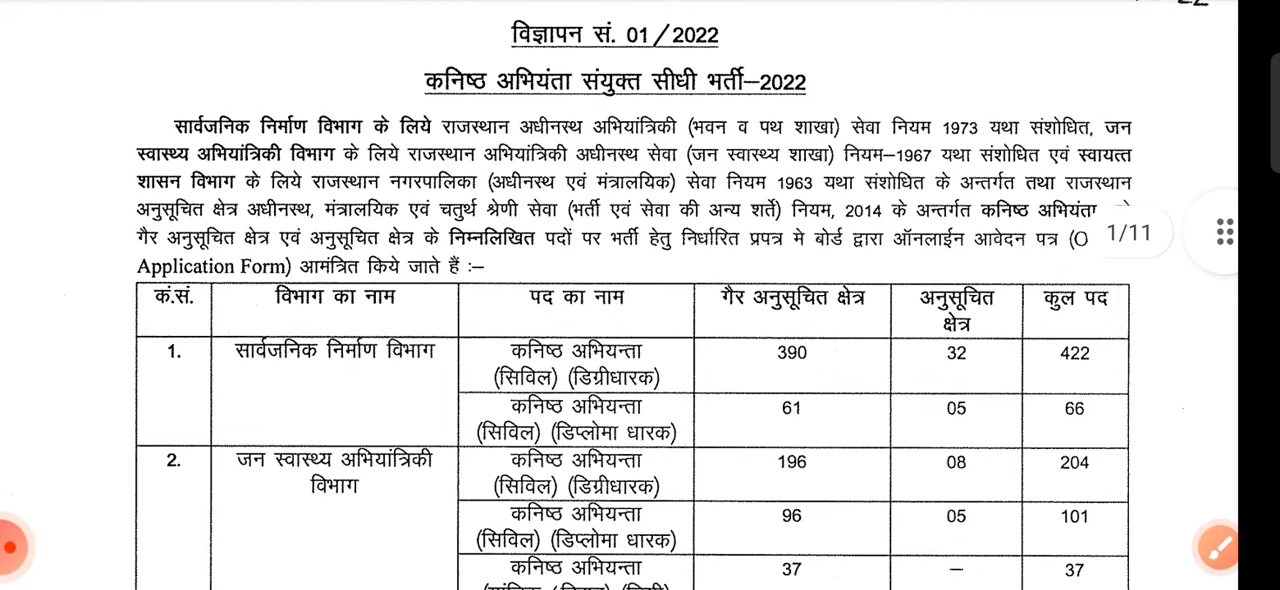 विज्ञापन सं. 01/2022
कनिष्ठ अभियंता संयुक्त सीधी भर्ती–2022
सार्वजनिक निर्माण विभाग के लिये राजस्थान अधीनस्थ अभियांत्रिकी (भवन व पथ शाखा) सेवा नियम 1973 यथा संशोधित, जन
स्वास्थ्य अभियांत्रिकी विभाग के लिये राजस्थान अभियांत्रिकी अधीनस्थ सेवा (जन स्वास्थ्य शाखा) नियम–1967 यथा संशोधित एवं स्वायत्त
शासन विभाग के लिये राजस्थान नगरपालिका (अधीनस्थ एवं मंत्रालयिक) सेवा नियम 1963 यथा संशोधित के अन्तर्गत तथा राजस्थान
अनुसूचित क्षेत्र अधीनस्थ, मंत्रालयिक एवं चतुर्थ श्रेणी सेवा (भर्ती एवं सेवा की अन्य शर्ते) नियम, 2014 के अन्तर्गत कनिष्ठ अभियंता
गैर अनुसूचित क्षेत्र एवं अनुसूचित क्षेत्र के निम्नलिखित पदों पर भर्ती हेतु निर्धारित प्रपत्र मे बोर्ड द्वारा ऑनलाईन आवेदन पत्र (O
1/11
Application Form) आमंत्रित किये जाते हैं :–
कं.सं. विभाग का नाम पद का नाम गैर अनुसूचित क्षेत्र अनुसूचित क्षेत्र कुल पद
1. सार्वजनिक निर्माण विभाग कनिष्ठ अभियन्ता 390 32 422
(सिविल) (डिग्रीधारक)
कनिष्ठ अभियन्ता 61 05 66
(सिविल) (डिप्लोमा धारक)
2. जन स्वास्थ्य अभियांत्रिकी विभाग कनिष्ठ अभियन्ता 196 08 204
(सिविल) (डिग्रीधारक)
कनिष्ठ अभियन्ता 96 05 101
(सिविल) (डिप्लोमा धारक)
कनिष्ठ अभियन्ता 37 – 37